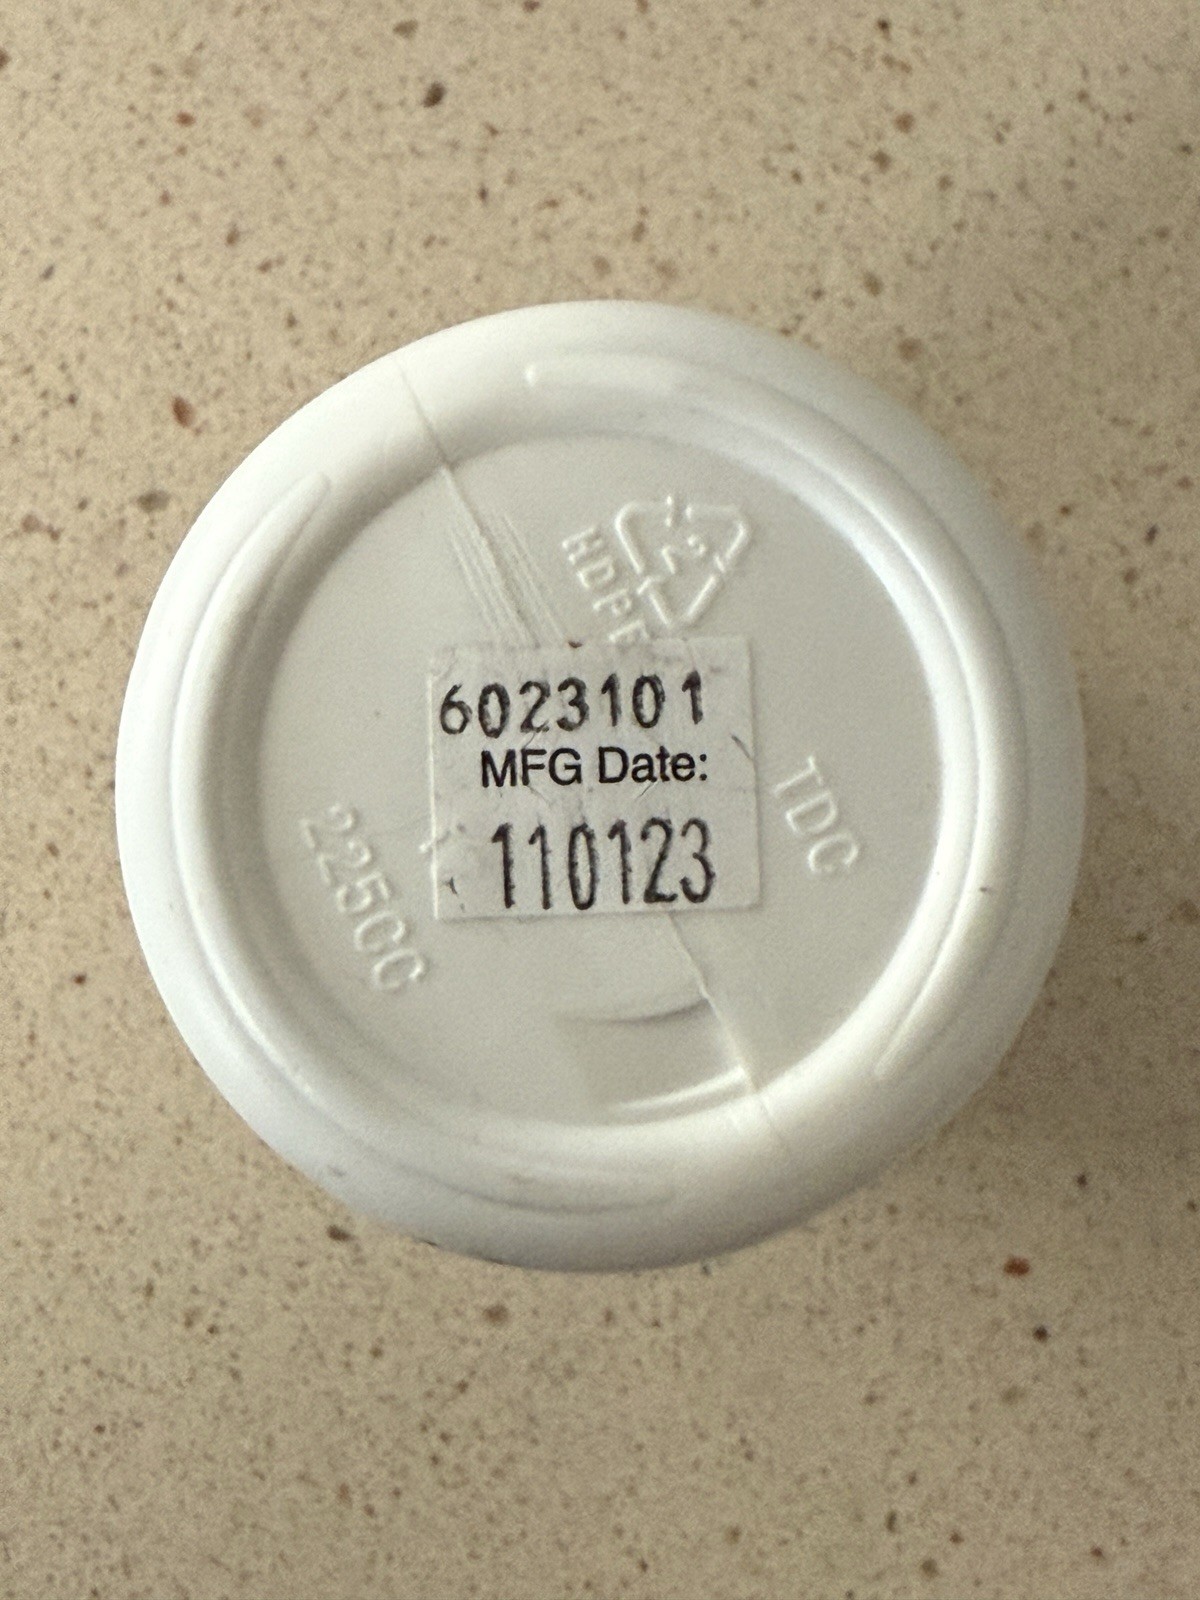 2
HDPE
6023101
MFG Date:
110123
TDC
225CC